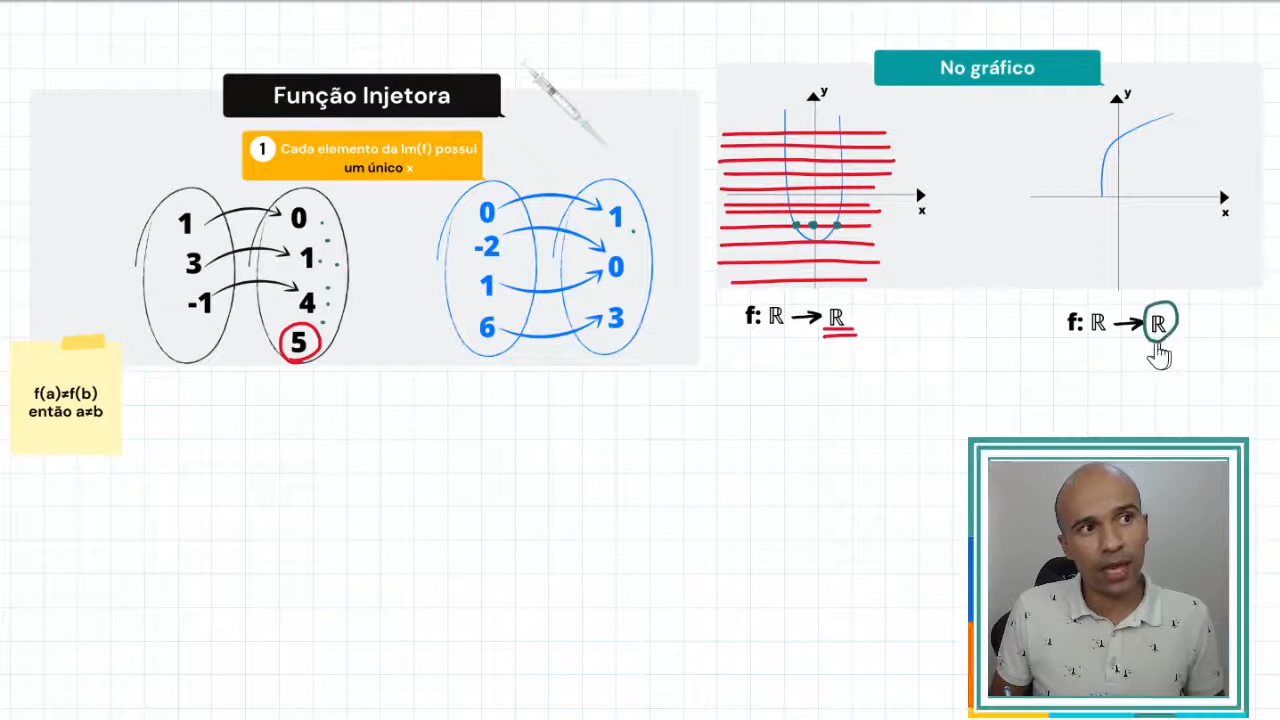 Função Injetora
1 Cada elemento da Im(f) possui
um único x
1
3
-1
0
1
4
5
0
-2
1
6
1
0
3
f(a)≠f(b)
então a≠b
No gráfico
y
x
f: ℝ → ℝ
y
x
f: ℝ → ℝ